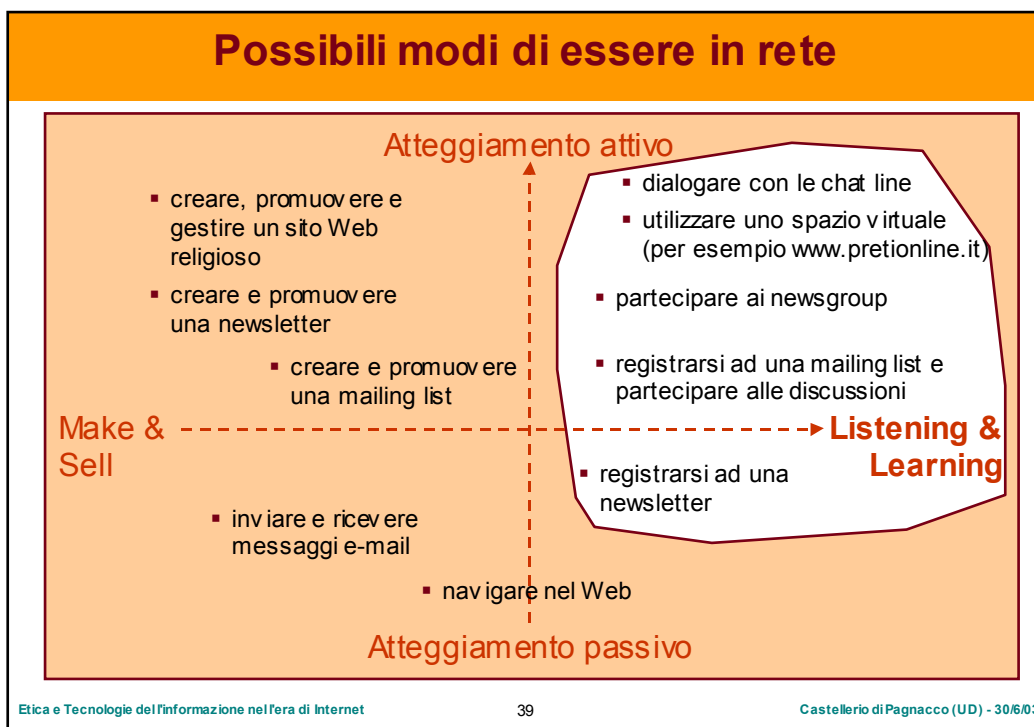 Possibili modi di essere in rete
Atteggiamento attivo
▪ creare, promuovere e
gestire un sito Web
religioso
▪ creare e promuovere
una newsletter
▪ creare e promuovere
una mailing list
▪ dialogare con le chat line
▪ utilizzare uno spazio virtuale
(per esempio www.pretionline.it)
▪ partecipare ai newsgroup
▪ registrarsi ad una mailing list e
partecipare alle discussioni
Make &
Sell
Listening &
Learning
▪ registrarsi ad una
newsletter
▪ inviare e ricevere
messaggi e-mail
▪ navigare nel Web
Atteggiamento passivo
Etica e Tecnologie dell'informazione nell'era di Internet
39
Castellerio di Pagnacco (UD) - 30/6/03